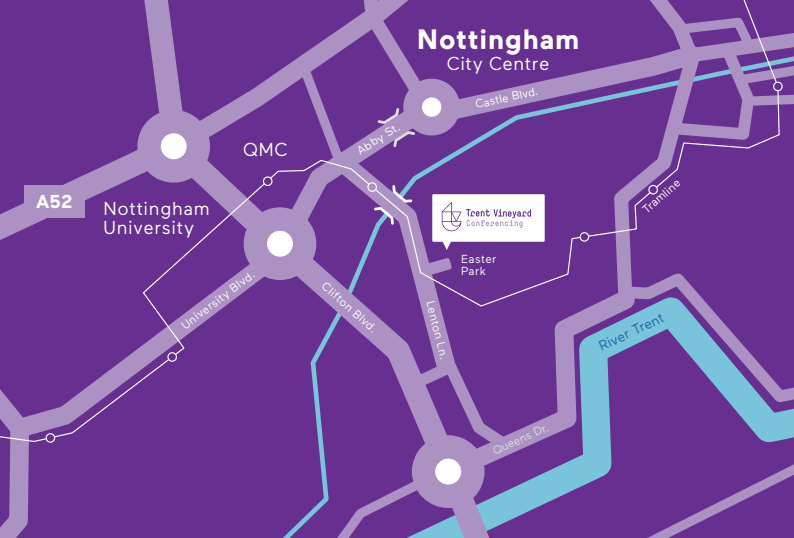 Nottingham
City Centre
Castle Blvd.
Abby St.
QMC
A52
Nottingham
University
Trent Vineyard
Conferencing
Tramline
Easter
Park
University Blvd.
Clifton Blvd.
Lenton Ln.
River Trent
Queens Dr.